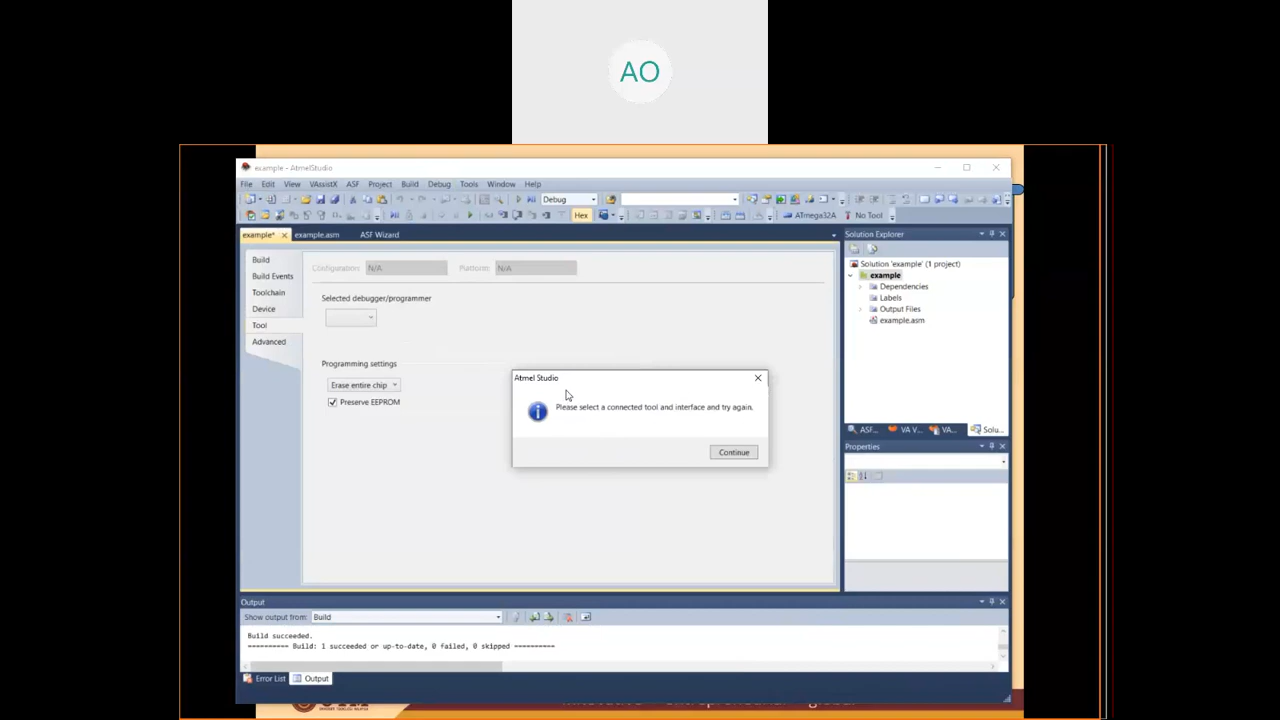 AO
example - AtmelStudio
File Edit View VAssistX ASF Project Build Debug Tools Window Help
Debug
Hex ATmega32A No Tool
example* example.asm ASF Wizard
Build
Build Events
Toolchain
Device
Tool
Advanced
Configuration: N/A Platform: N/A
Selected debugger/programmer
Programming settings
Erase entire chip
Preserve EEPROM
Atmel Studio
Please select a connected tool and interface and try again.
Continue
Solution Explorer
Solution 'example' (1 project)
example
Dependencies
Labels
Output Files
example.asm
ASF... VA V... VA... Solu...
Properties
Output
Show output from: Build
Build succeeded.
========== Build: 1 succeeded or up-to-date, 0 failed, 0 skipped ==========
Error List Output